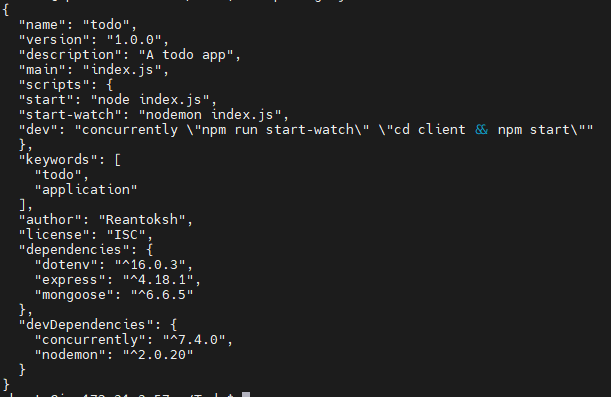 {
  "name": "todo",
  "version": "1.0.0",
  "description": "A todo app",
  "main": "index.js",
  "scripts": {
  "start": "node index.js",
  "start-watch": "nodemon index.js",
  "dev": "concurrently \"npm run start-watch\" \"cd client && npm start\""
  },
  "keywords": [
    "todo",
    "application"
  ],
  "author": "Reantoksh",
  "license": "ISC",
  "dependencies": {
    "dotenv": "^16.0.3",
    "express": "^4.18.1",
    "mongoose": "^6.6.5"
  },
  "devDependencies": {
    "concurrently": "^7.4.0",
    "nodemon": "^2.0.20"
  }
}